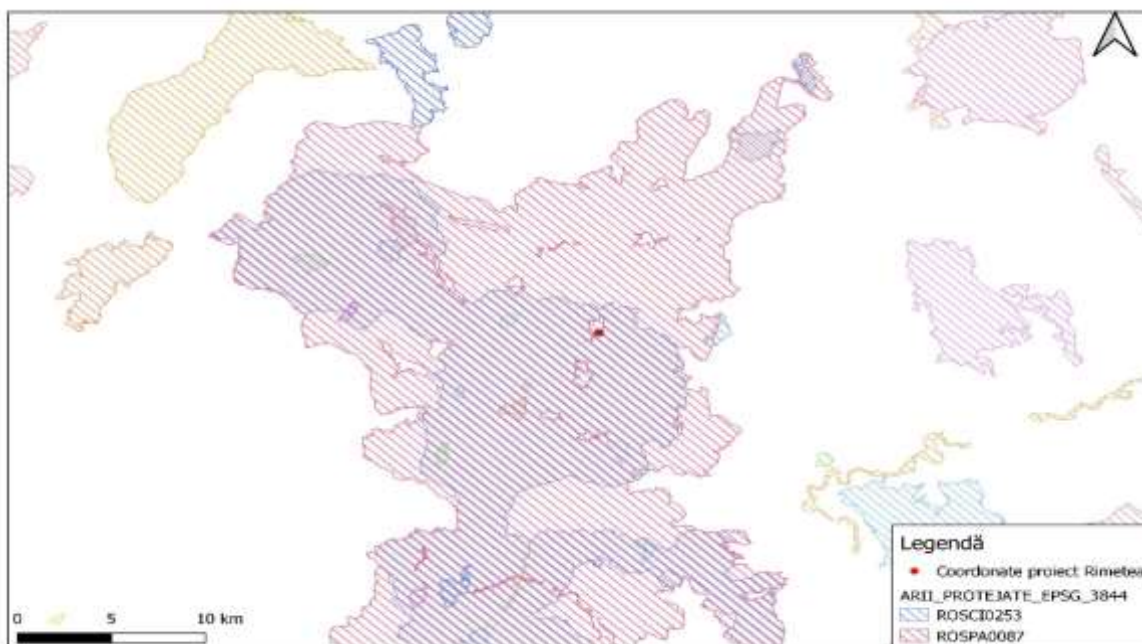 Legendă
Coordonate proiect Rimetea
ARII_PROTEJATE_EPSG_3844
ROSCI0253
ROSPA0087
0 5 10 km